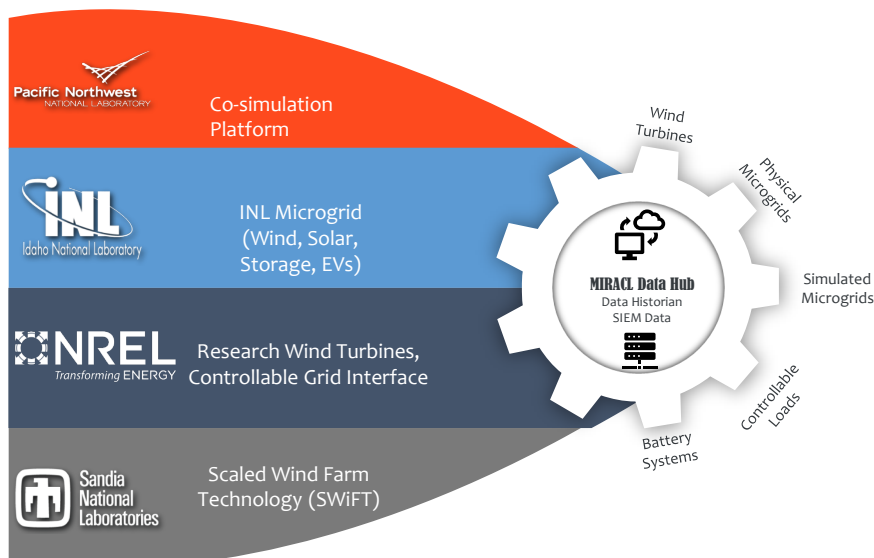 Pacific Northwest
NATIONAL LABORATORY
Co-simulation
Platform
INL
Idaho National Laboratory
INL Microgrid
(Wind, Solar,
Storage, EVs)
NREL
Transforming ENERGY
Research Wind Turbines,
Controllable Grid Interface
Sandia
National
Laboratories
Scaled Wind Farm
Technology (SWiFT)
MIRACL Data Hub
Data Historian
SIEM Data
Wind
Turbines
Physical
Microgrids
Simulated
Microgrids
Controllable
Loads
Battery
Systems